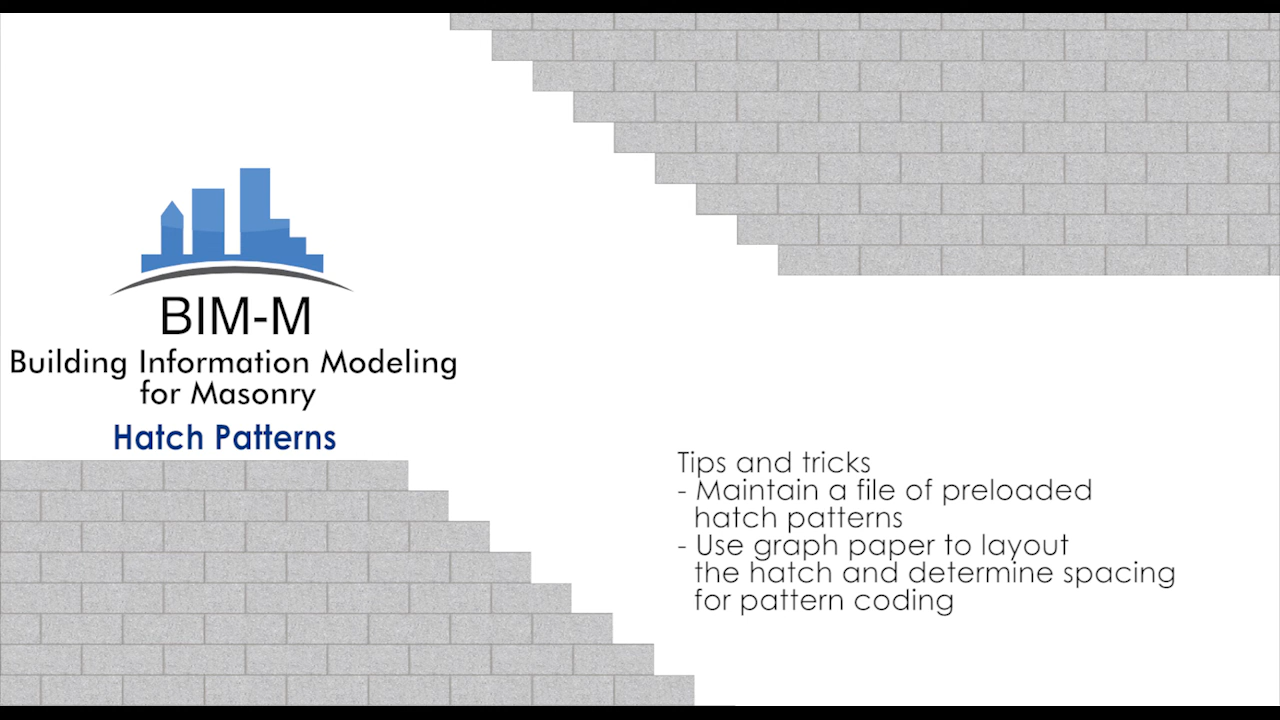 BIM-M
Building Information Modeling
for Masonry
Hatch Patterns
Tips and tricks
- Maintain a file of preloaded
hatch patterns
- Use graph paper to layout
the hatch and determine spacing
for pattern coding